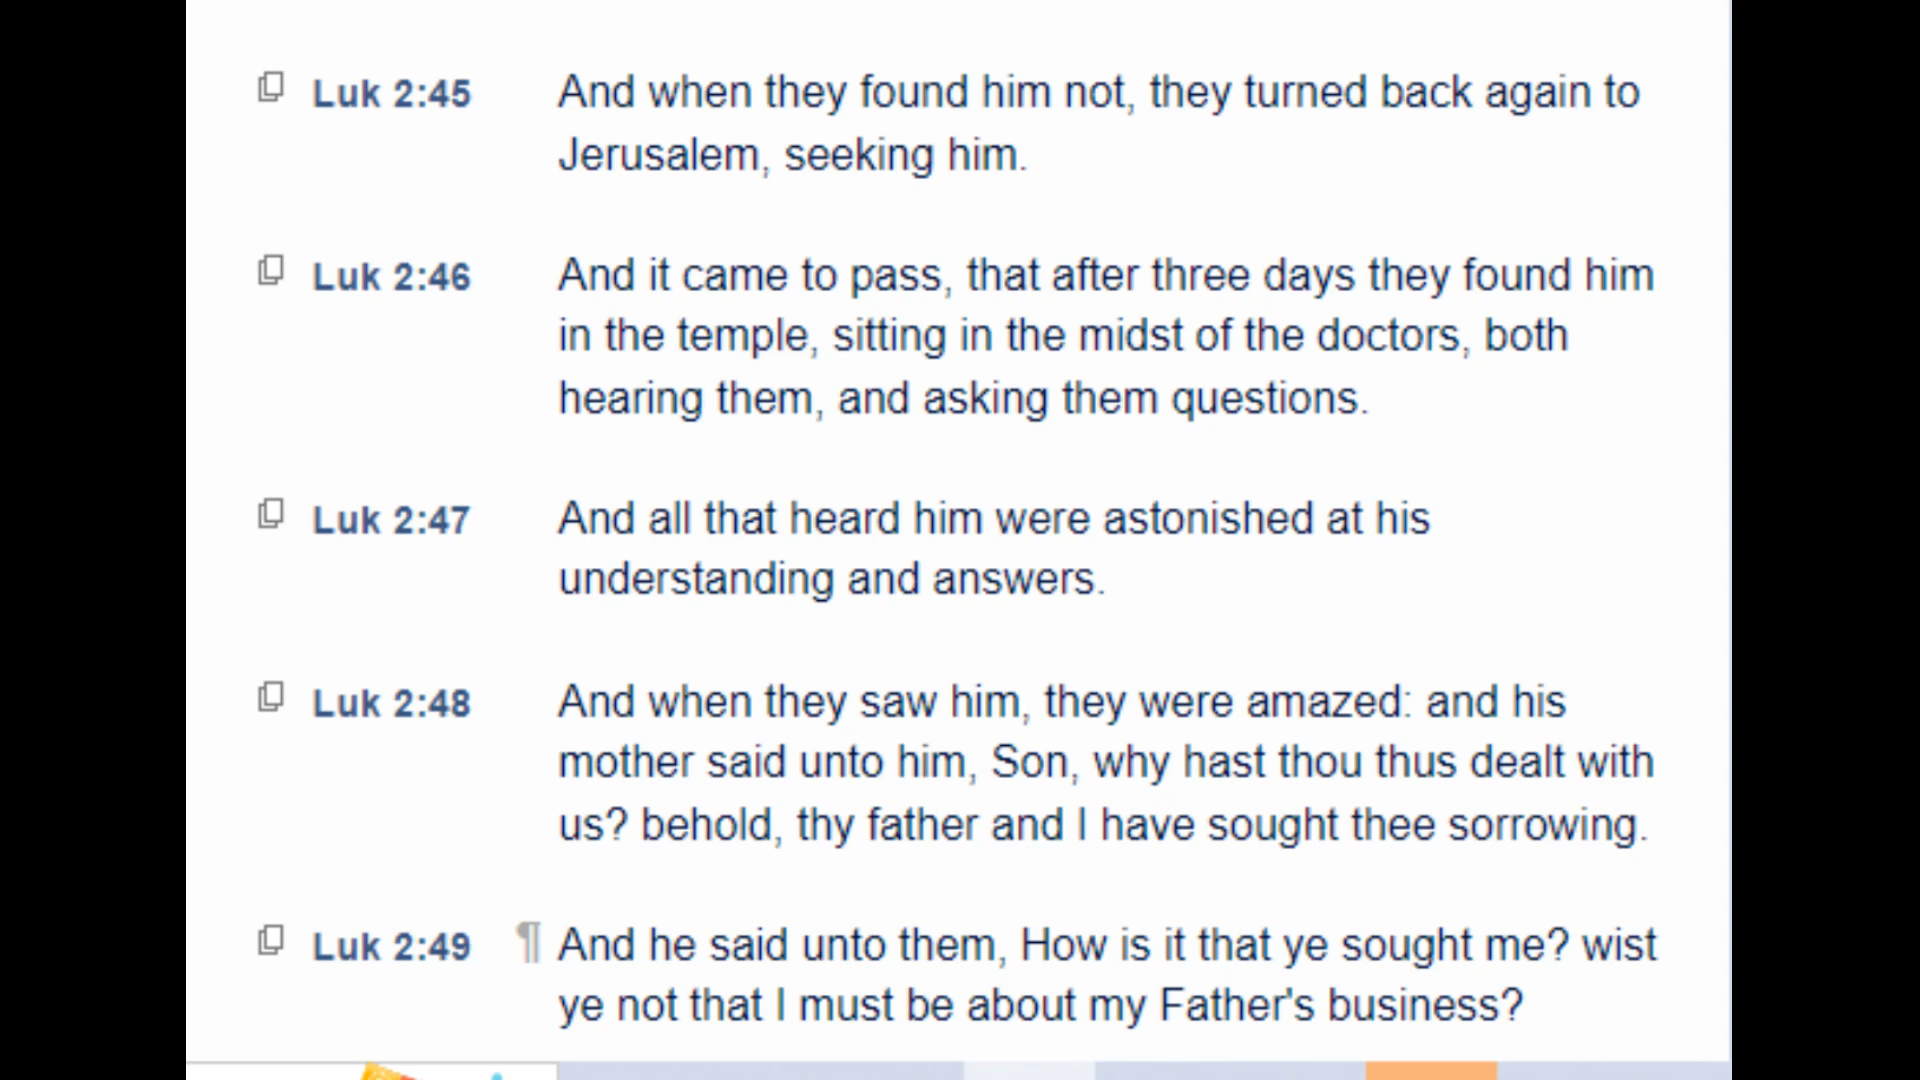 Luk 2:45 And when they found him not, they turned back again to
Jerusalem, seeking him.
Luk 2:46 And it came to pass, that after three days they found him
in the temple, sitting in the midst of the doctors, both
hearing them, and asking them questions.
Luk 2:47 And all that heard him were astonished at his
understanding and answers.
Luk 2:48 And when they saw him, they were amazed: and his
mother said unto him, Son, why hast thou thus dealt with
us? behold, thy father and I have sought thee sorrowing.
Luk 2:49 ¶ And he said unto them, How is it that ye sought me? wist
ye not that I must be about my Father's business?